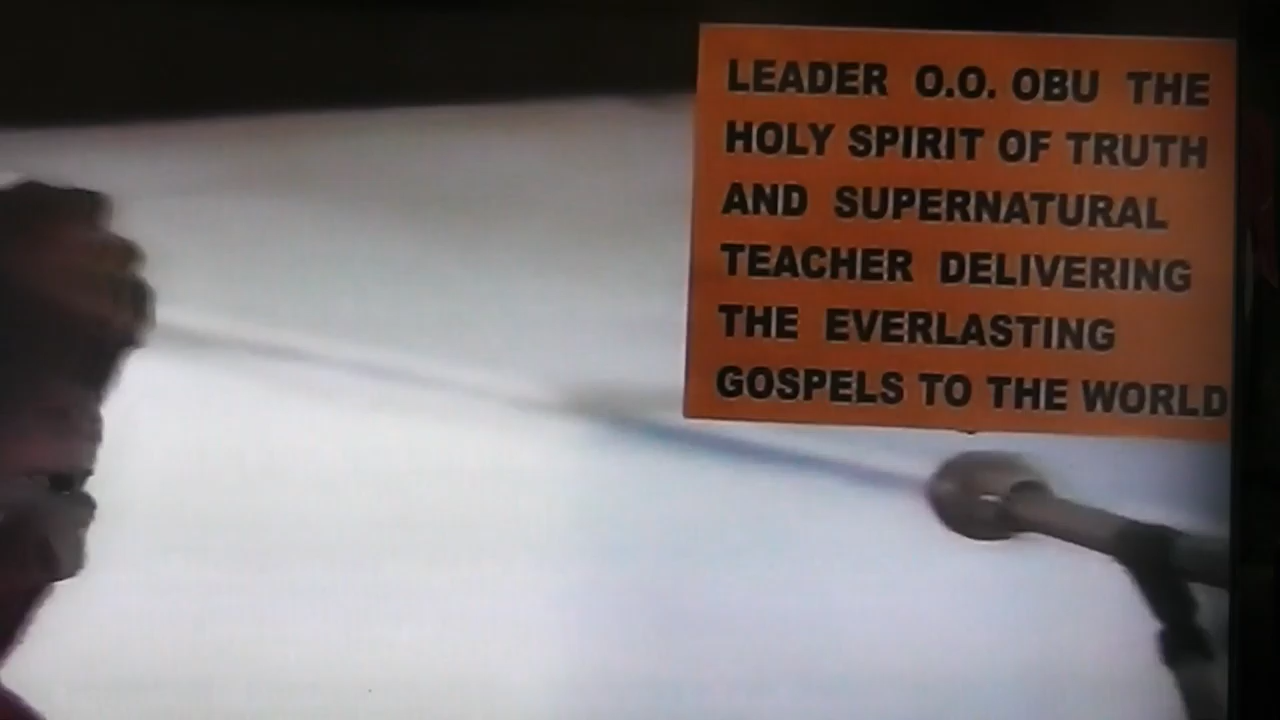 LEADER O.O. OBU THE
HOLY SPIRIT OF TRUTH
AND SUPERNATURAL
TEACHER DELIVERING
THE EVERLASTING
GOSPELS TO THE WORLD